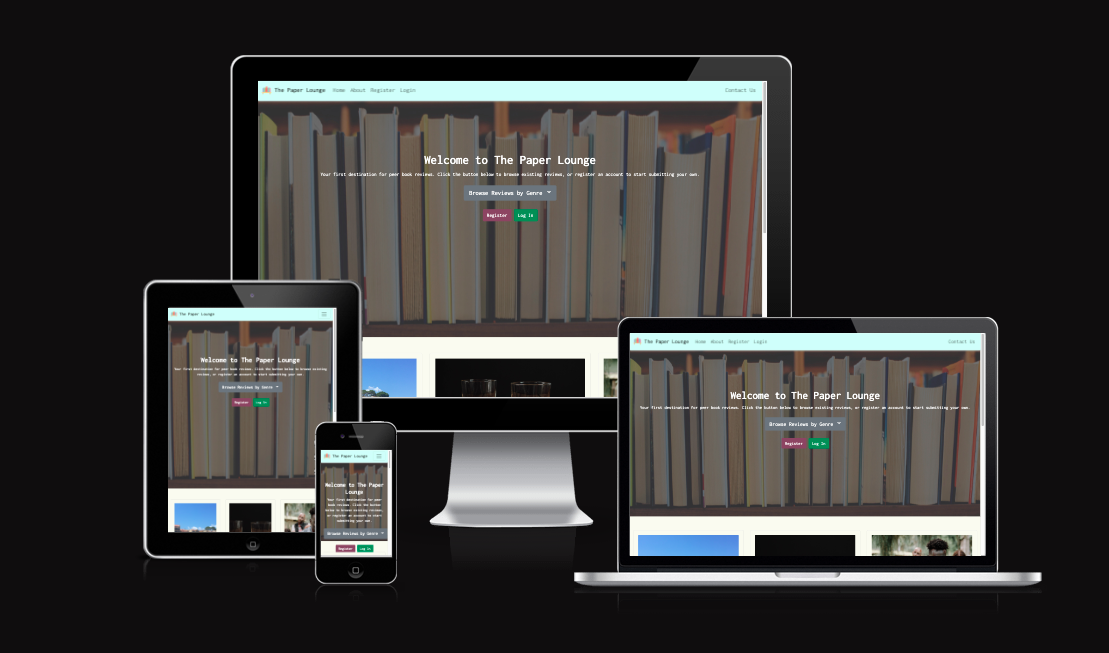 The Paper Lounge Home About Register Login Contact Us
Welcome to The Paper Lounge
Your first destination for peer book reviews. Click the button below to browse existing reviews, or register an account to start submitting your own.
Browse Reviews by Genre
Register Log In
The Paper Lounge
Welcome to The Paper Lounge
Your first destination for peer book reviews. Click the button below to browse existing
reviews, or register an account to start submitting your own.
Browse Reviews by Genre
Register Log In
The Paper Lounge
Welcome to The Paper
Lounge
Your first destination for peer
book reviews. Click the button
below to browse existing reviews,
or register an account to start
submitting your own.
Browse Reviews by Genre
Register Log In
The Paper Lounge Home About Register Login Contact Us
Welcome to The Paper Lounge
Your first destination for peer book reviews. Click the button below to browse existing reviews, or register an account to start submitting your own.
Browse Reviews by Genre
Register Log In